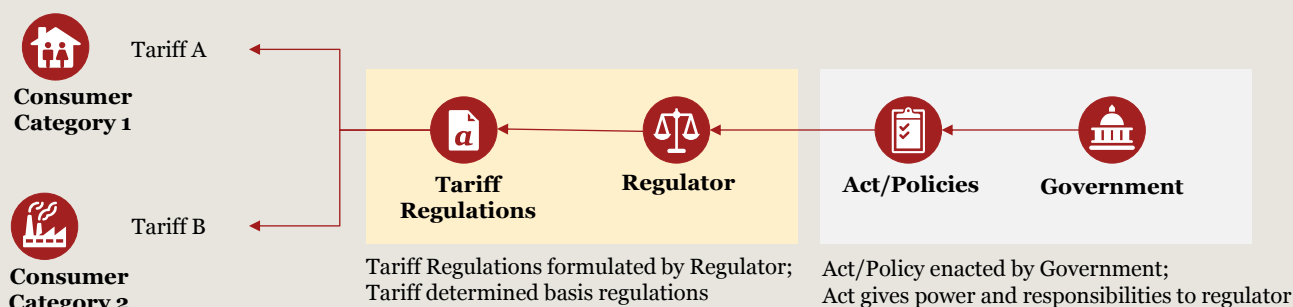 Tariff A
Consumer
Category 1
Tariff B
Consumer
Category 2
a
Tariff
Regulations
Regulator
Tariff Regulations formulated by Regulator;
Tariff determined basis regulations
Act/Policies
Government
Act/Policy enacted by Government;
Act gives power and responsibilities to regulator